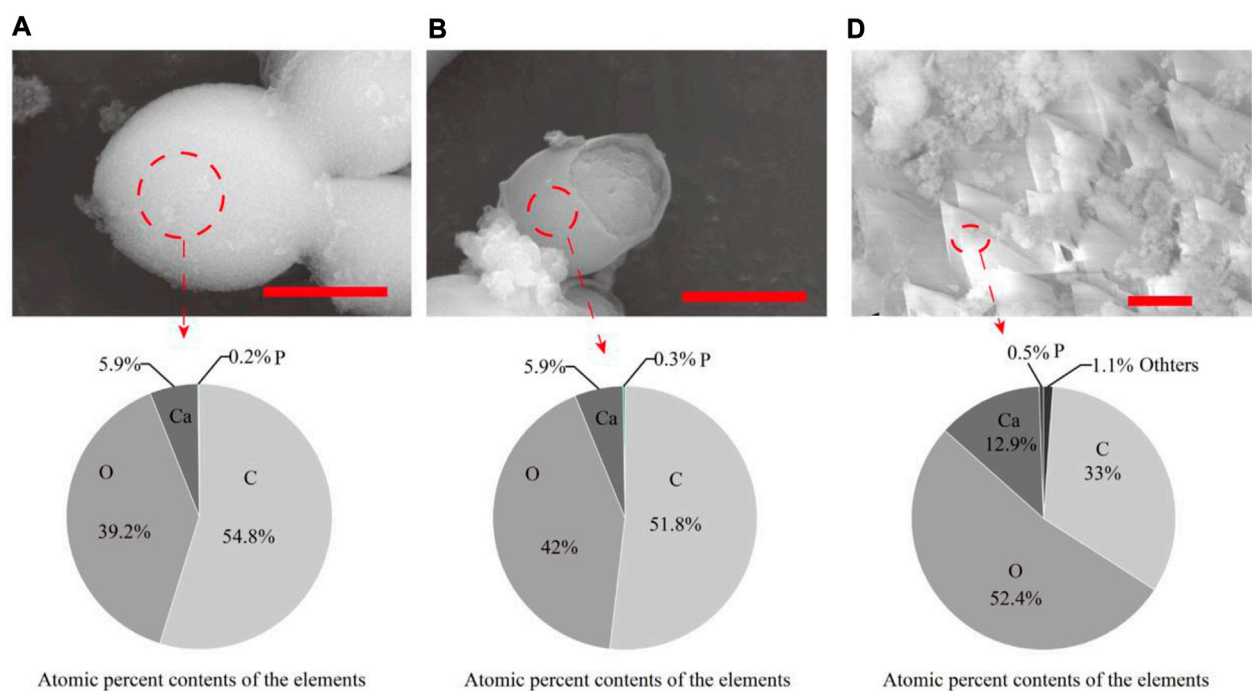 A
B
D
5.9%
0.2% P
Ca
O
C
39.2%
54.8%
Atomic percent contents of the elements
5.9%
0.3% P
Ca
O
C
42%
51.8%
Atomic percent contents of the elements
0.5% P
1.1% Othters
Ca
12.9%
C
33%
O
52.4%
Atomic percent contents of the elements